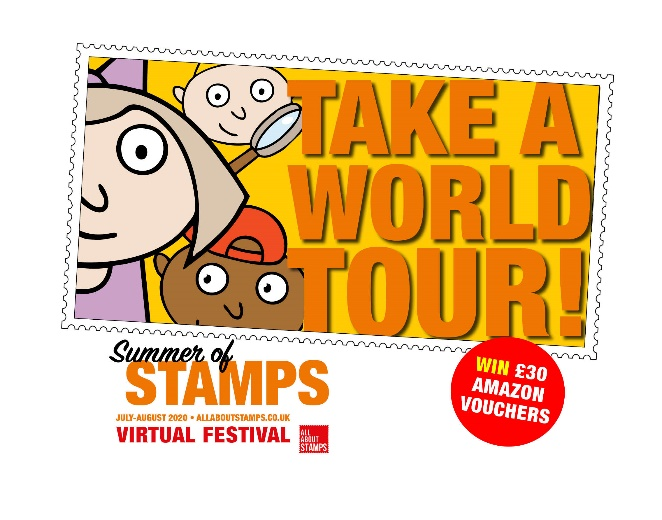 TAKE A
WORLD
TOUR!
Summer of
STAMPS
JULY-AUGUST 2020 • ALLABOUTSTAMPS.CO.UK
VIRTUAL FESTIVAL
ALL
ABOUT
STAMPS
WIN £30
AMAZON
VOUCHERS